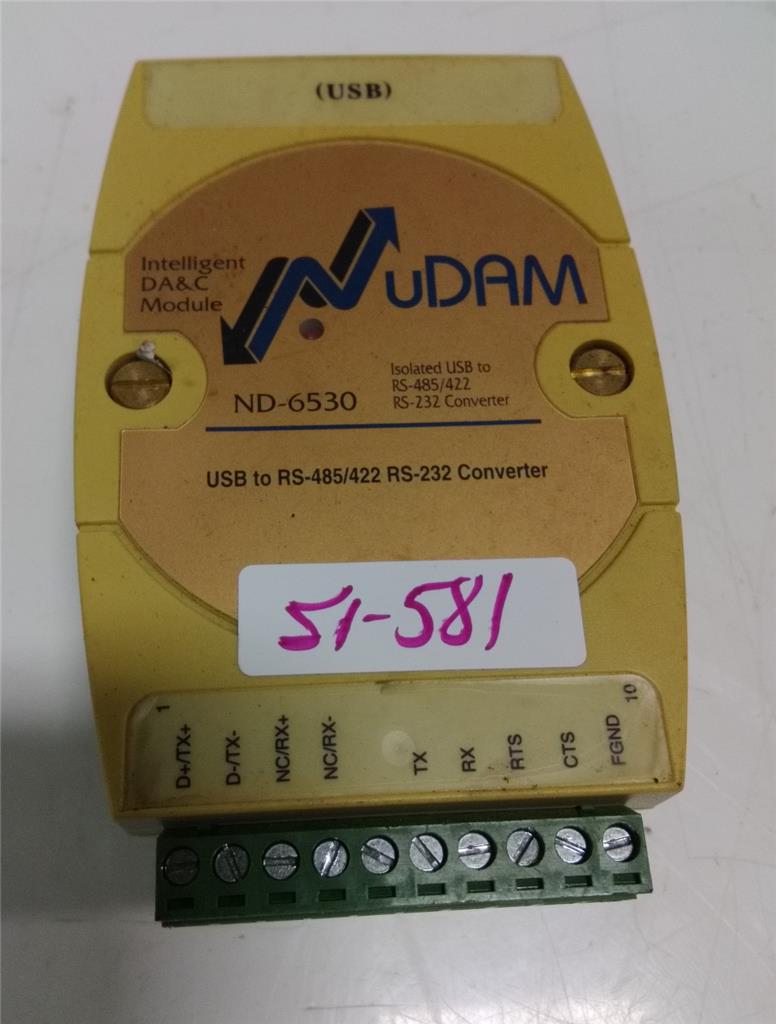 (USB)
Intelligent
DA&C
Module
NuDAM
ND-6530
Isolated USB to
RS-485/422
RS-232 Converter
USB to RS-485/422 RS-232 Converter
51-581
1
10
D+/TX+
D-/TX-
NC/RX+
NC/RX-
TX
RX
RTS
CTS
FGND